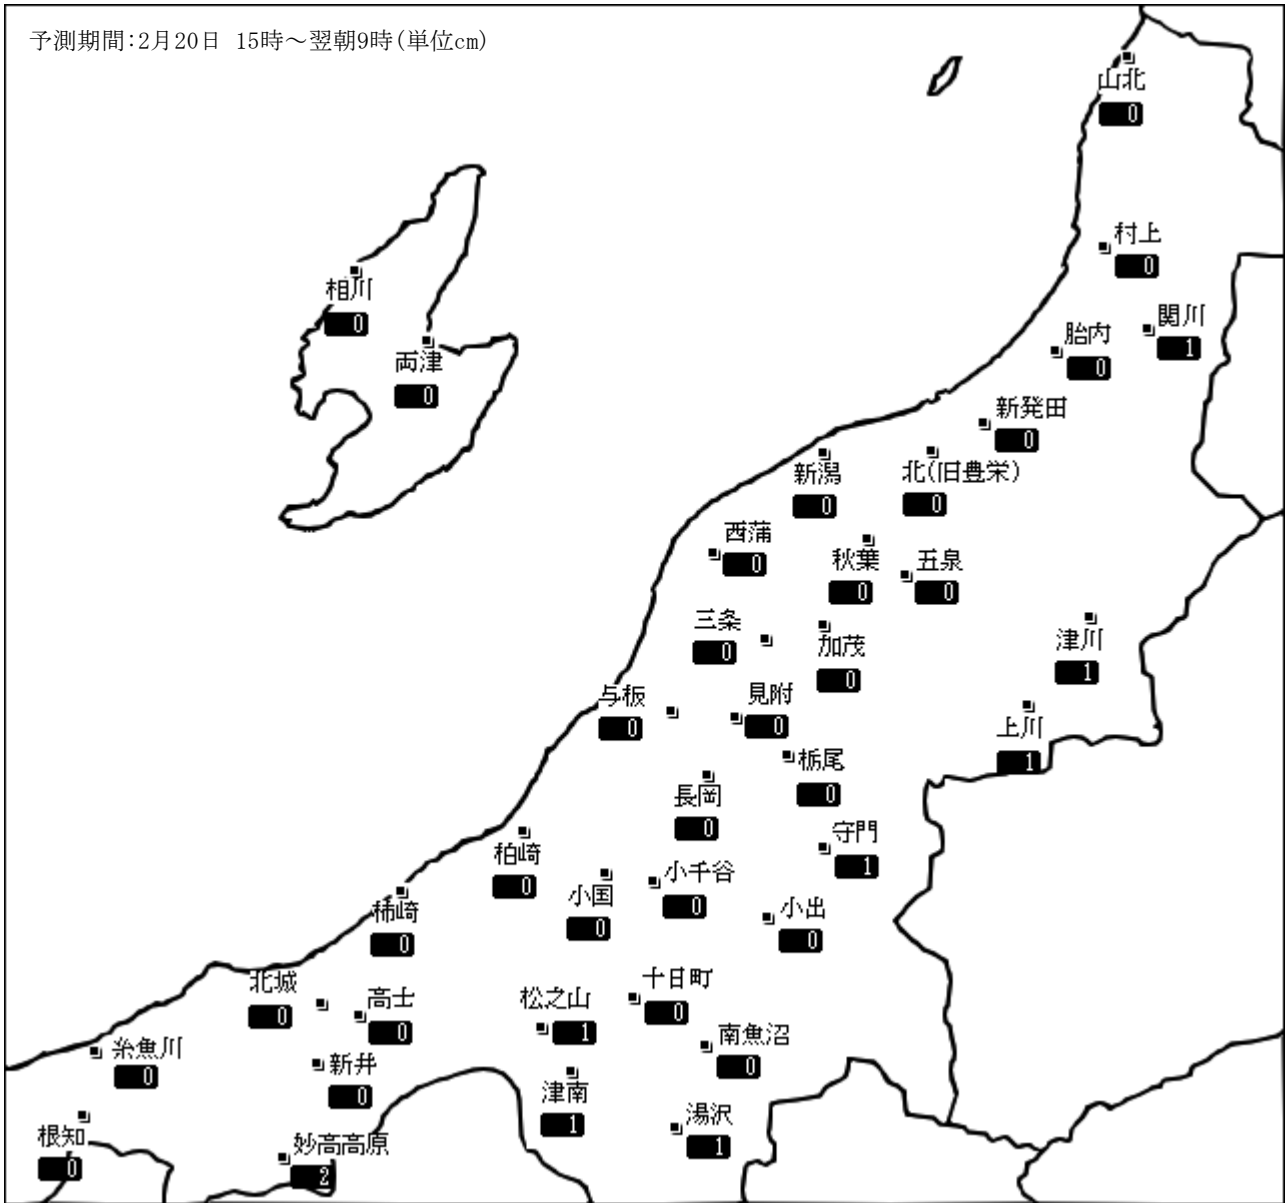 予測期間:2月20日 15時～翌朝9時(単位cm)
山北
0
村上
0
関川
1
胎内
0
相川
0
両津
0
新発田
0
新潟
0
北(旧豊栄)
0
西蒲
0
秋葉
0
五泉
0
三条
0
加茂
0
津川
1
与板
0
見附
0
上川
1
栃尾
0
長岡
0
守門
1
柏崎
0
小国
0
小千谷
0
小出
0
柿崎
0
北城
0
高士
0
松之山
1
十日町
0
南魚沼
0
糸魚川
0
新井
0
津南
1
湯沢
1
根知
0
妙高高原
2